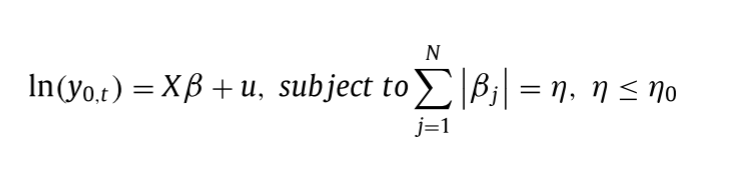 ln(y₀,ₜ) = Xβ + u, subject to ∑_{j=1}^{N} |βⱼ| = η, η ≤ η₀